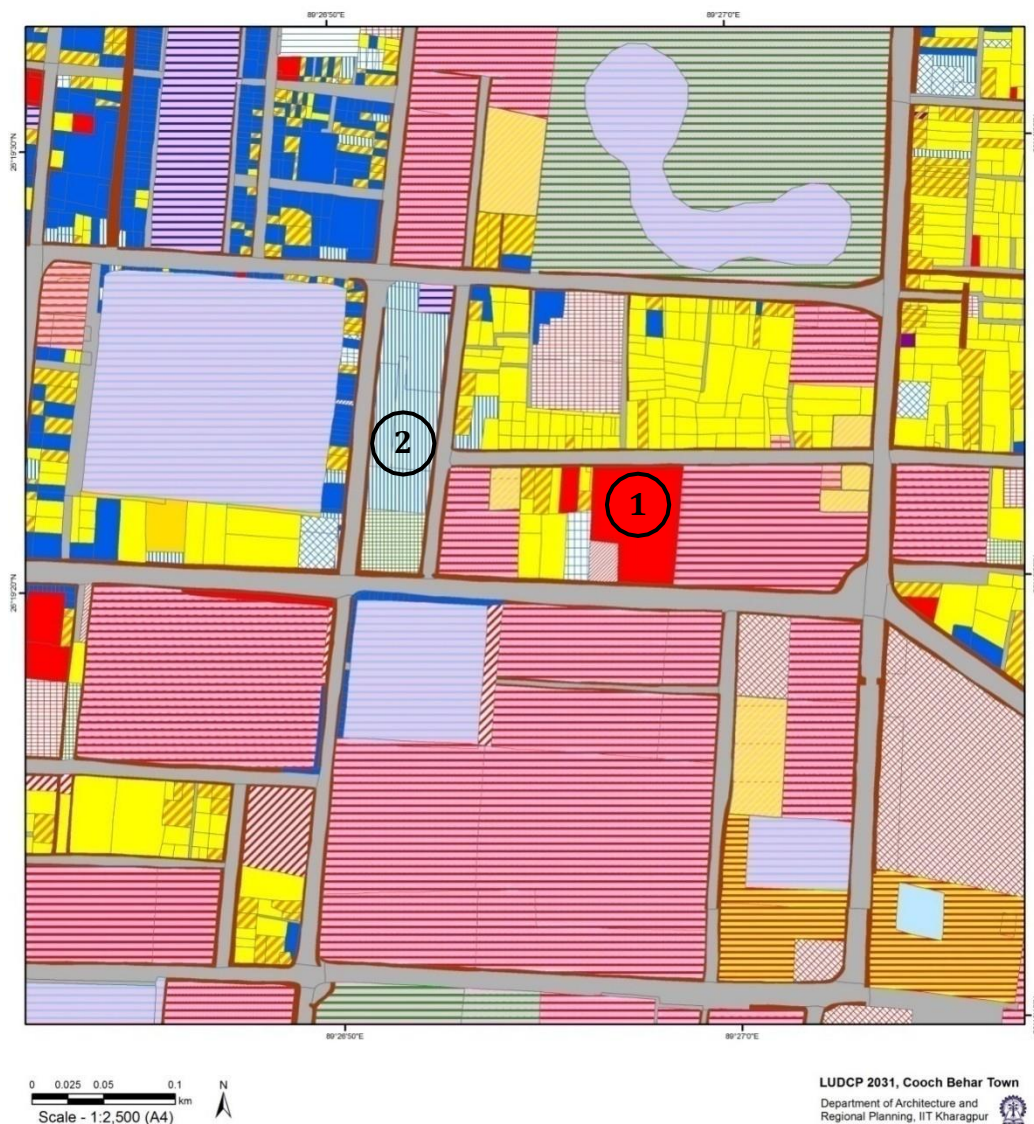 89°26'50"E
89°27'0"E
26°19'30"N
1
2
26°19'20"N
89°26'50"E
89°27'0"E
0 0.025 0.05 0.1
km
N
Scale - 1:2,500 (A4)
LUDCP 2031, Cooch Behar Town
Department of Architecture and
Regional Planning, IIT Kharagpur